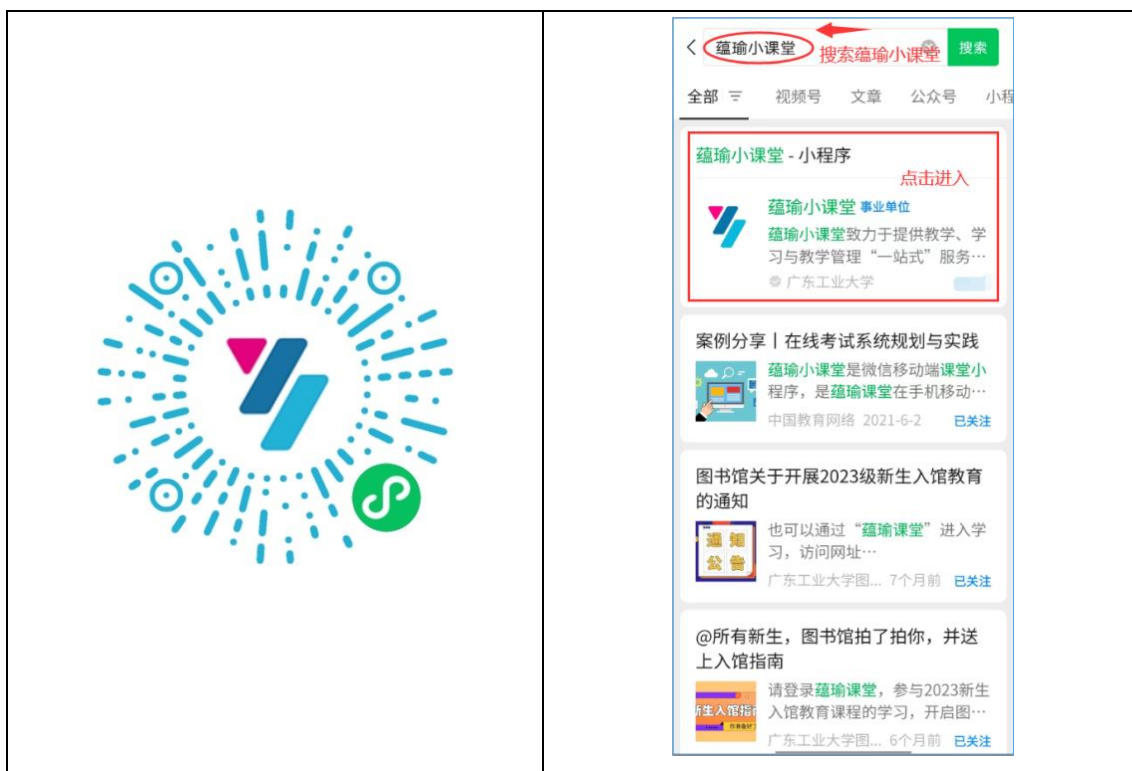 蕴瑜小课堂
搜索蕴瑜小课堂
搜索
全部 视频号 文章 公众号 小程
蕴瑜小课堂 - 小程序
点击进入
蕴瑜小课堂 事业单位
蕴瑜小课堂致力于提供教学、学
习与教学管理“一站式”服务…
广东工业大学
案例分享丨在线考试系统规划与实践
蕴瑜小课堂是微信移动端课堂小
程序，是蕴瑜课堂在手机移动…
中国教育网络 2021-6-2 已关注
图书馆关于开展2023级新生入馆教育
的通知
通知
公告
也可以通过“蕴瑜课堂”进入学
习，访问网址…
广东工业大学图... 7个月前 已关注
@所有新生，图书馆拍了拍你，并送
上入馆指南
新生入馆指南
请登录蕴瑜课堂，参与2023新生
入馆教育课程的学习，开启图…
广东工业大学图... 6个月前 已关注